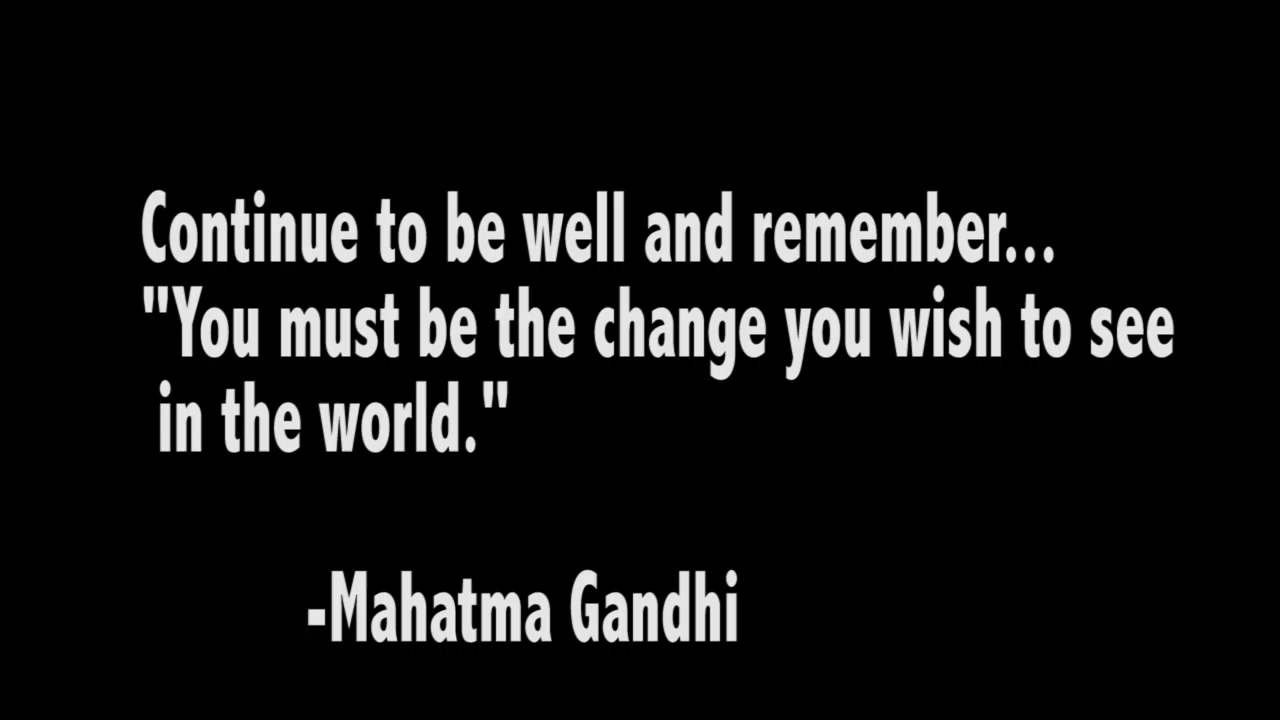 Continue to be well and remember...
"You must be the change you wish to see
in the world."
-Mahatma Gandhi